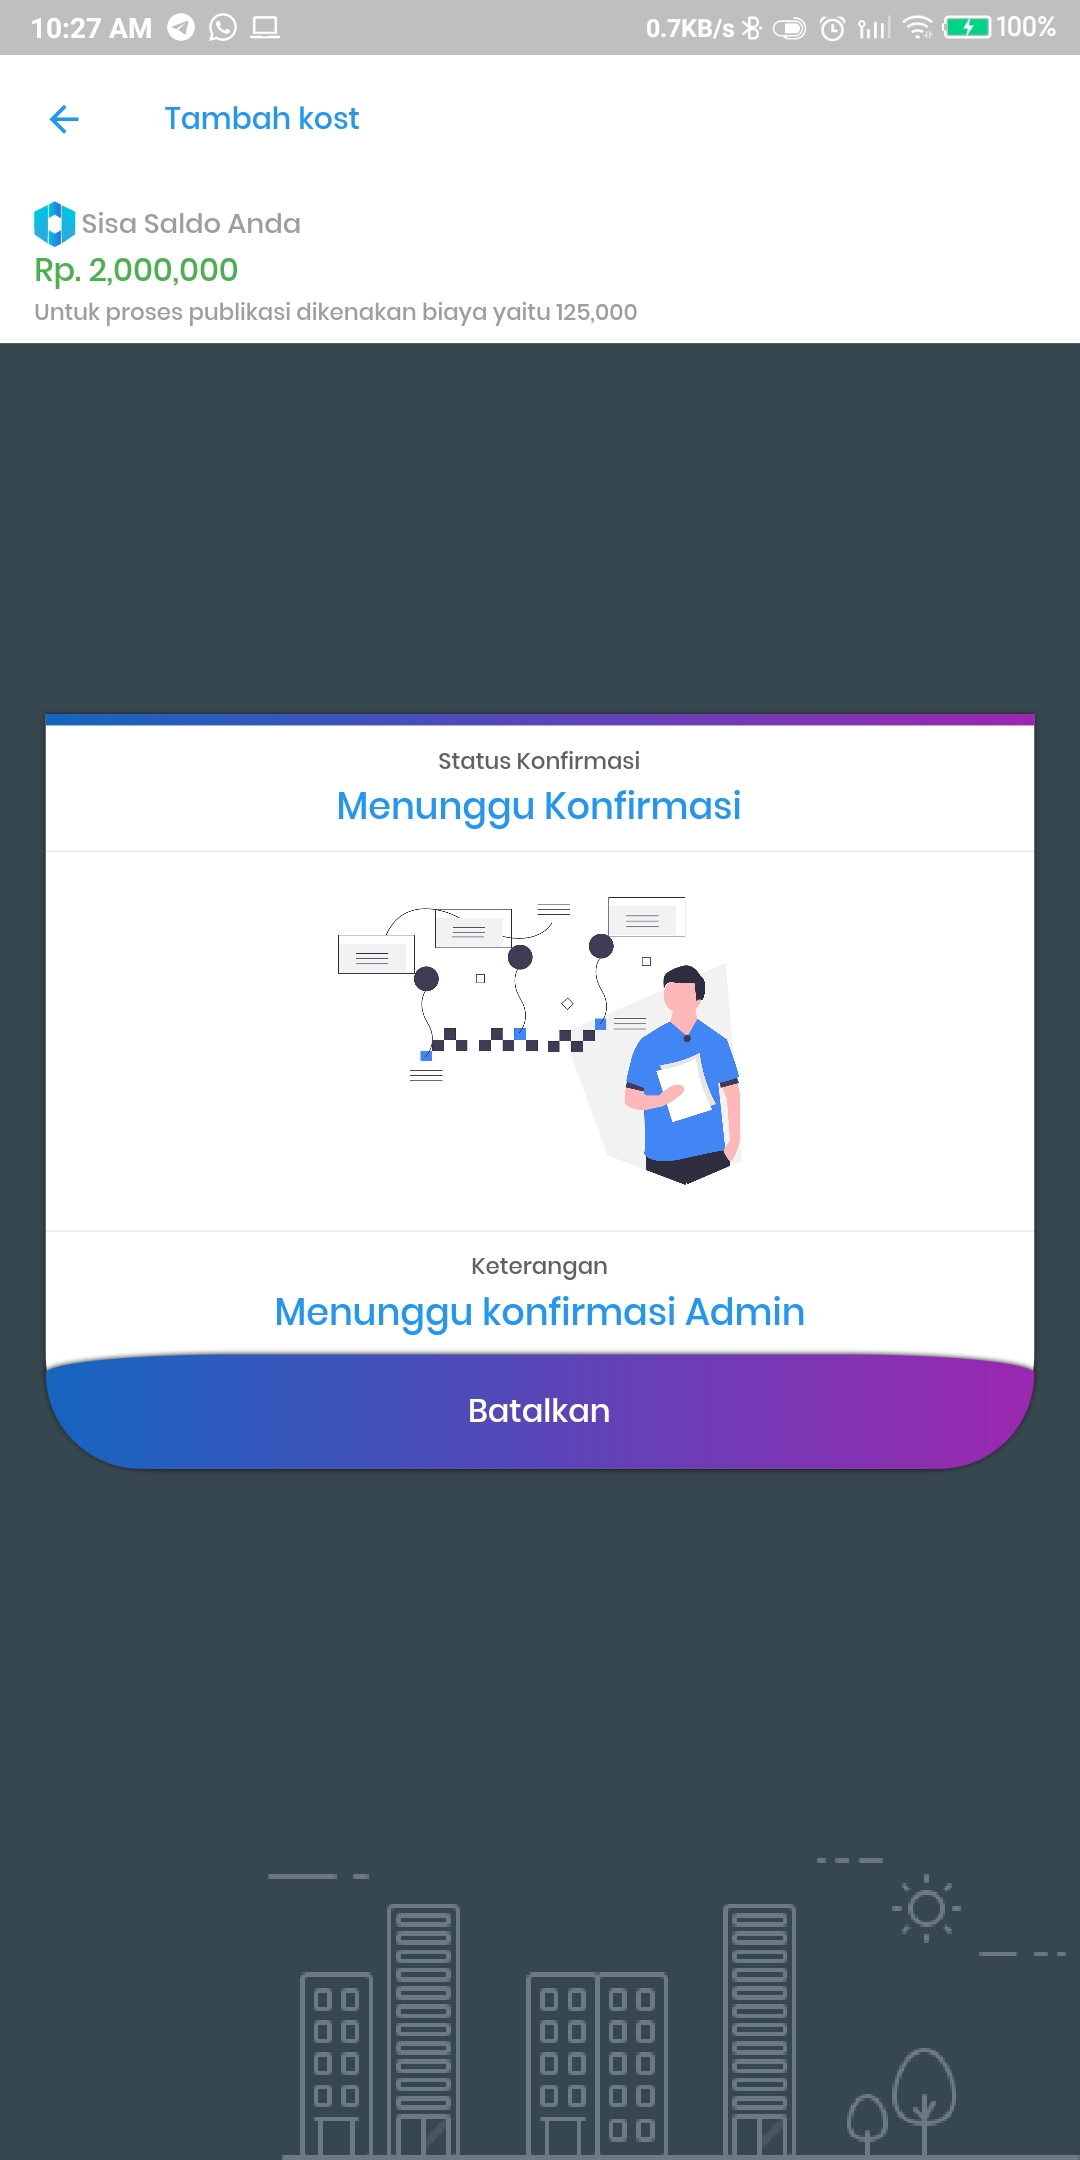 10:27 AM 0.7KB/s 100%
Tambah kost
Sisa Saldo Anda
Rp. 2,000,000
Untuk proses publikasi dikenakan biaya yaitu 125,000
Status Konfirmasi
Menunggu Konfirmasi
Keterangan
Menunggu konfirmasi Admin
Batalkan